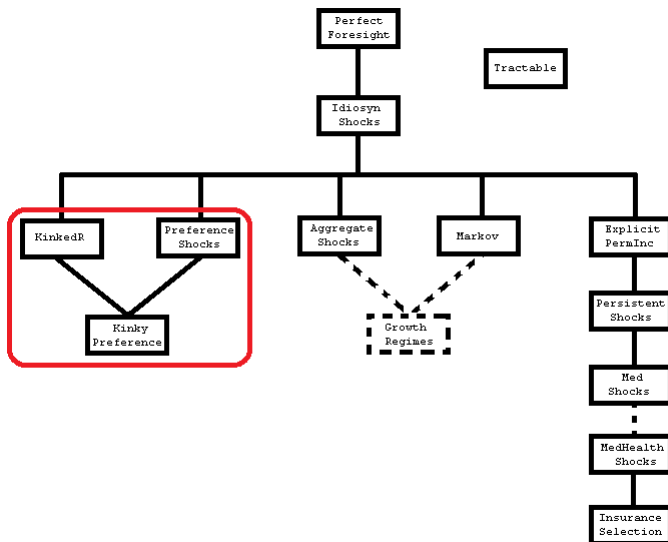 Perfect
Foresight
Tractable
Idiosyn
Shocks
KinkedR
Preference
Shocks
Aggregate
Shocks
Markov
Explicit
PermInc
Kinky
Preference
Growth
Regimes
Persistent
Shocks
Med
Shocks
MedHealth
Shocks
Insurance
Selection